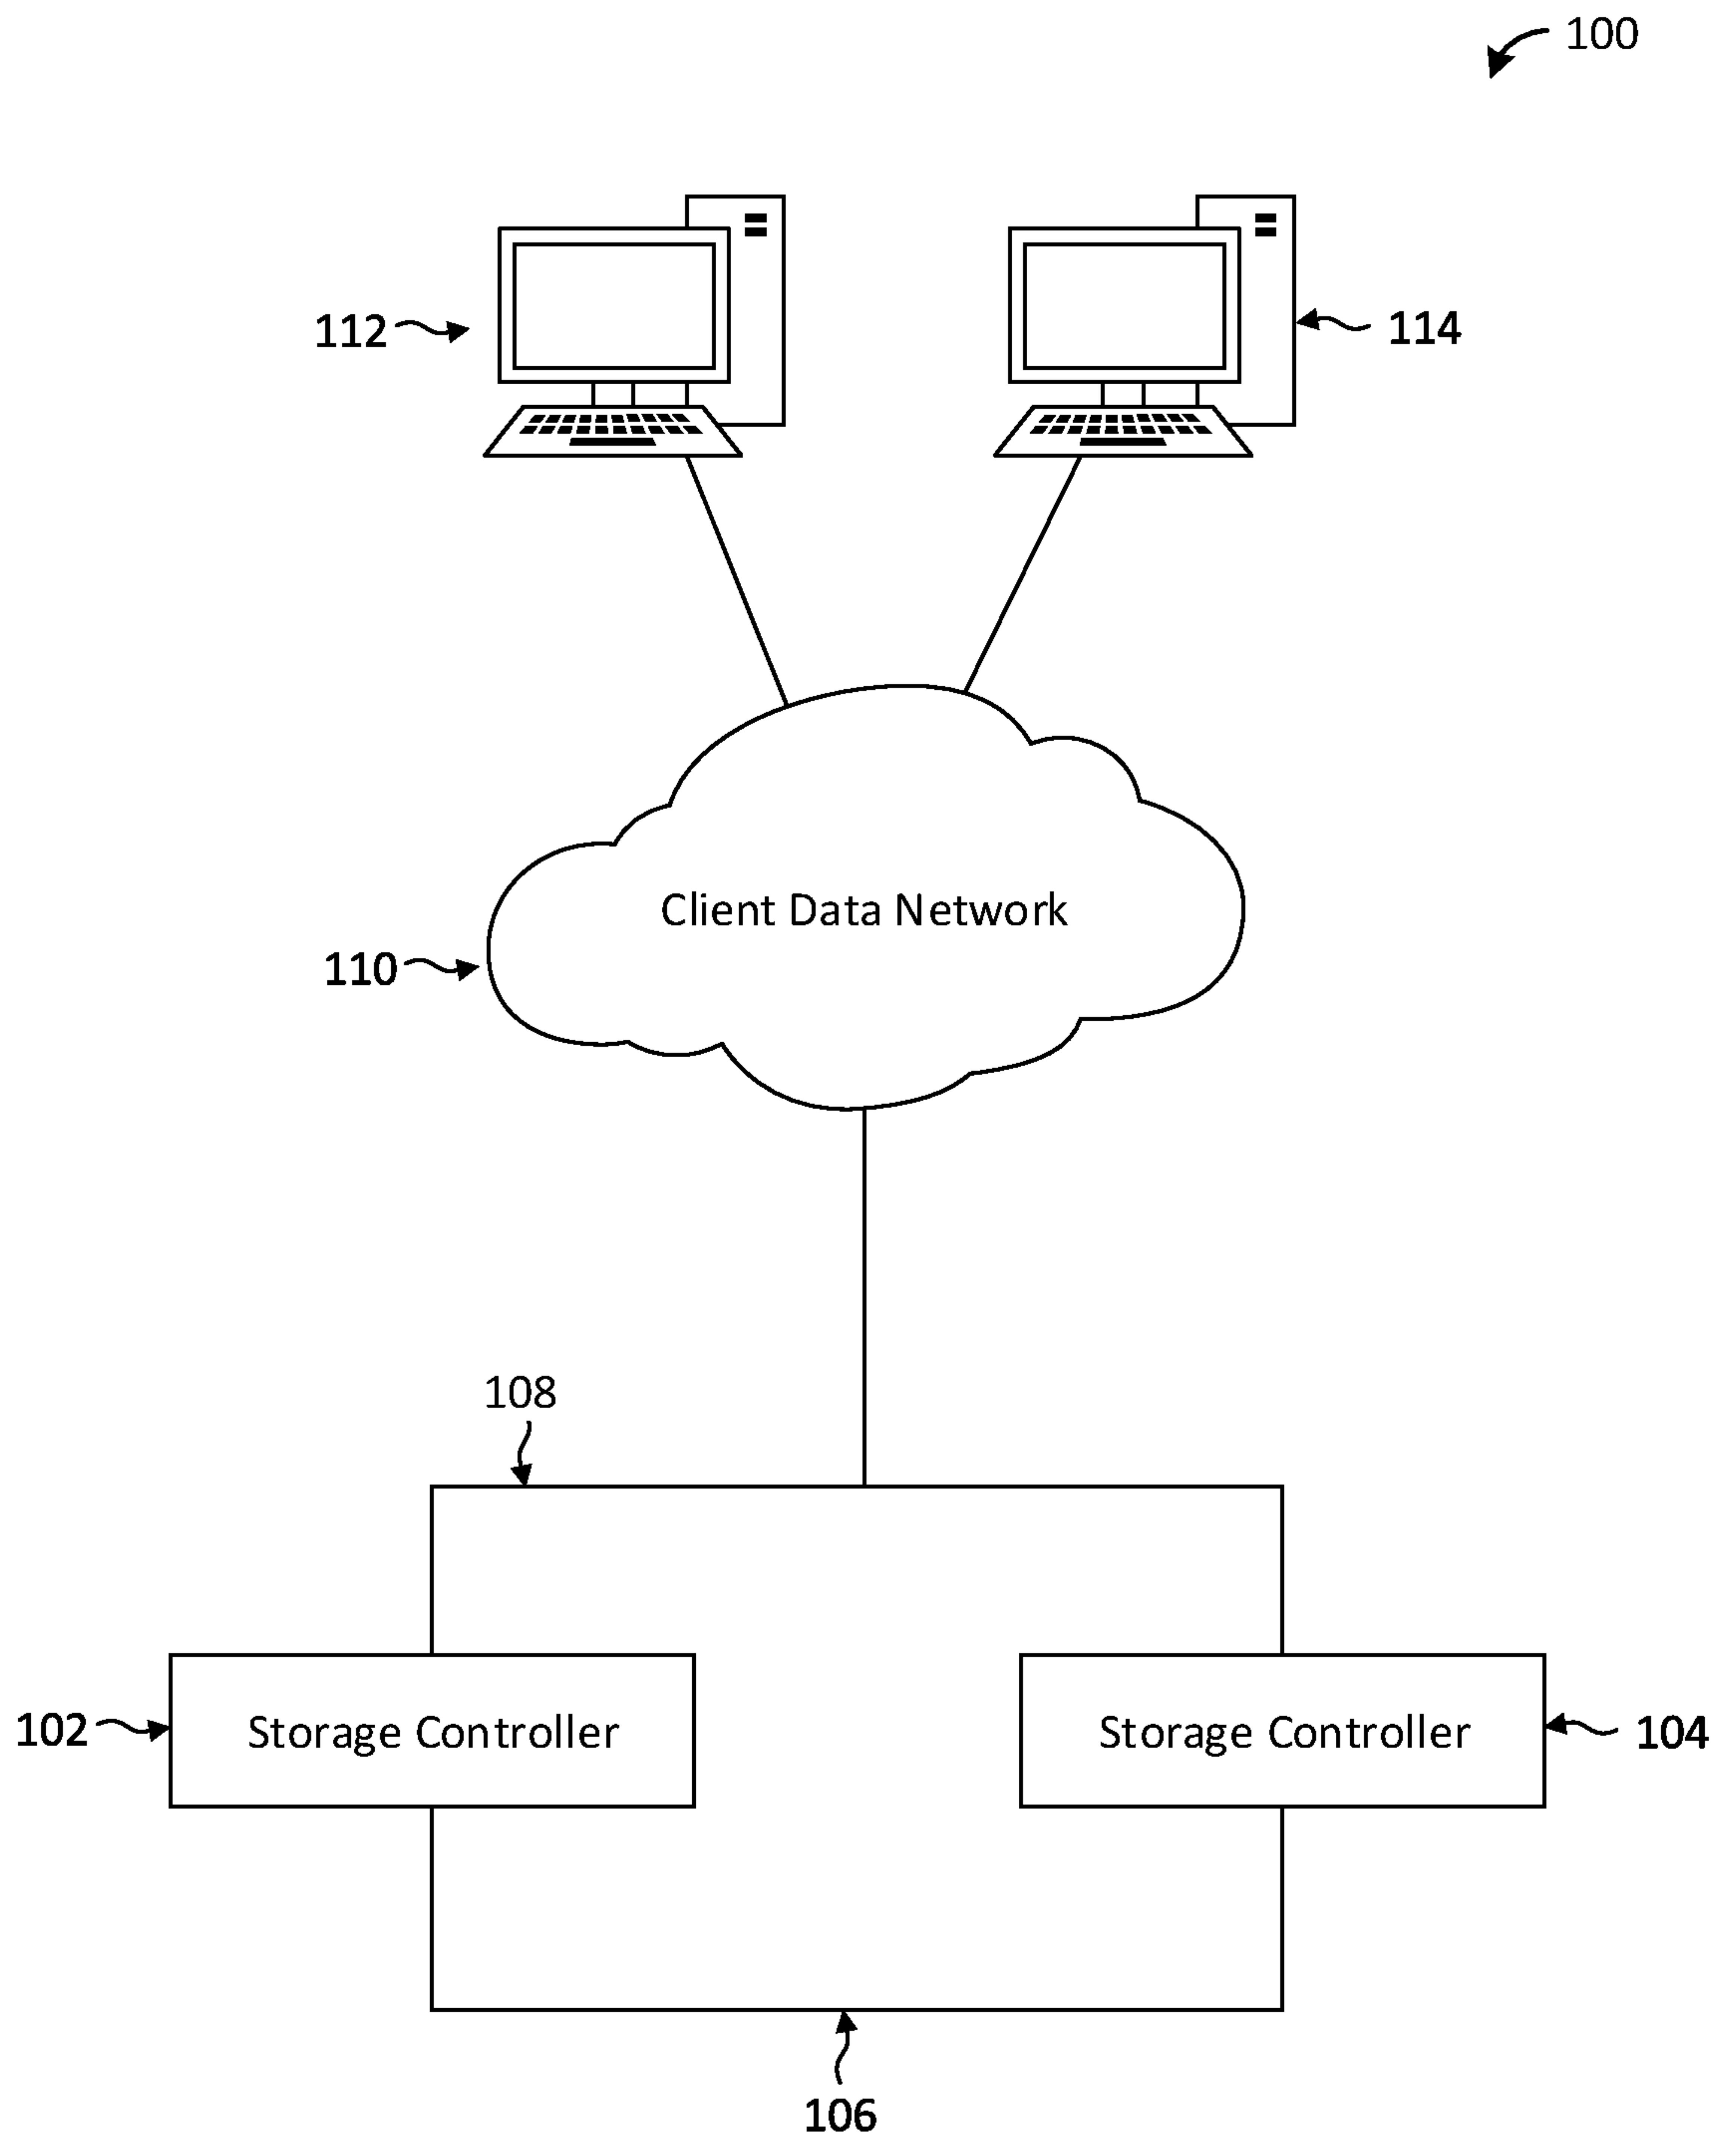 100
112
114
Client Data Network
110
108
102
Storage Controller
Storage Controller
104
106